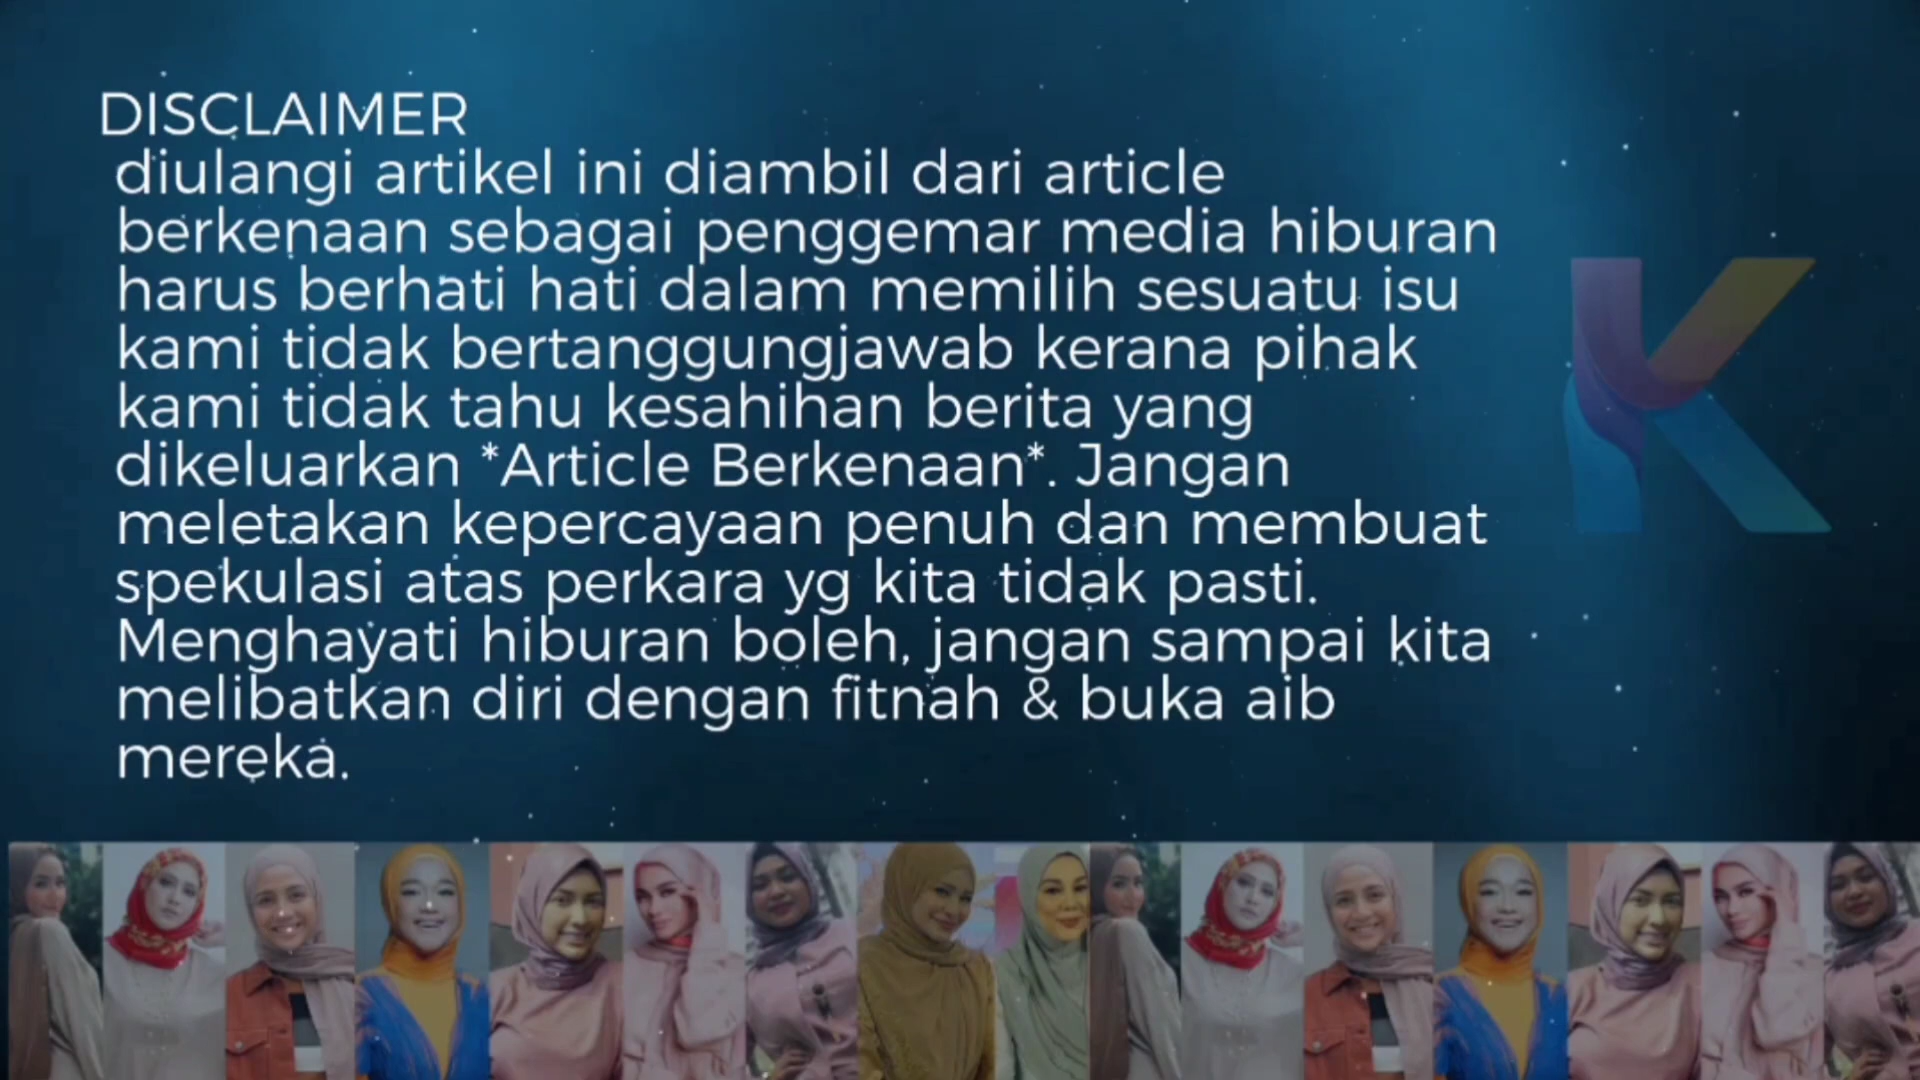 DISCLAIMER
diulangi artikel ini diambil dari article
berkenaan sebagai penggemar media hiburan
harus berhati hati dalam memilih sesuatu isu
kami tidak bertanggungjawab kerana pihak
kami tidak tahu kesahihan berita yang
dikeluarkan *Article Berkenaan*. Jangan
meletakan kepercayaan penuh dan membuat
spekulasi atas perkara yg kita tidak pasti.
Menghayati hiburan boleh, jangan sampai kita
melibatkan diri dengan fitnah & buka aib
mereka.
K